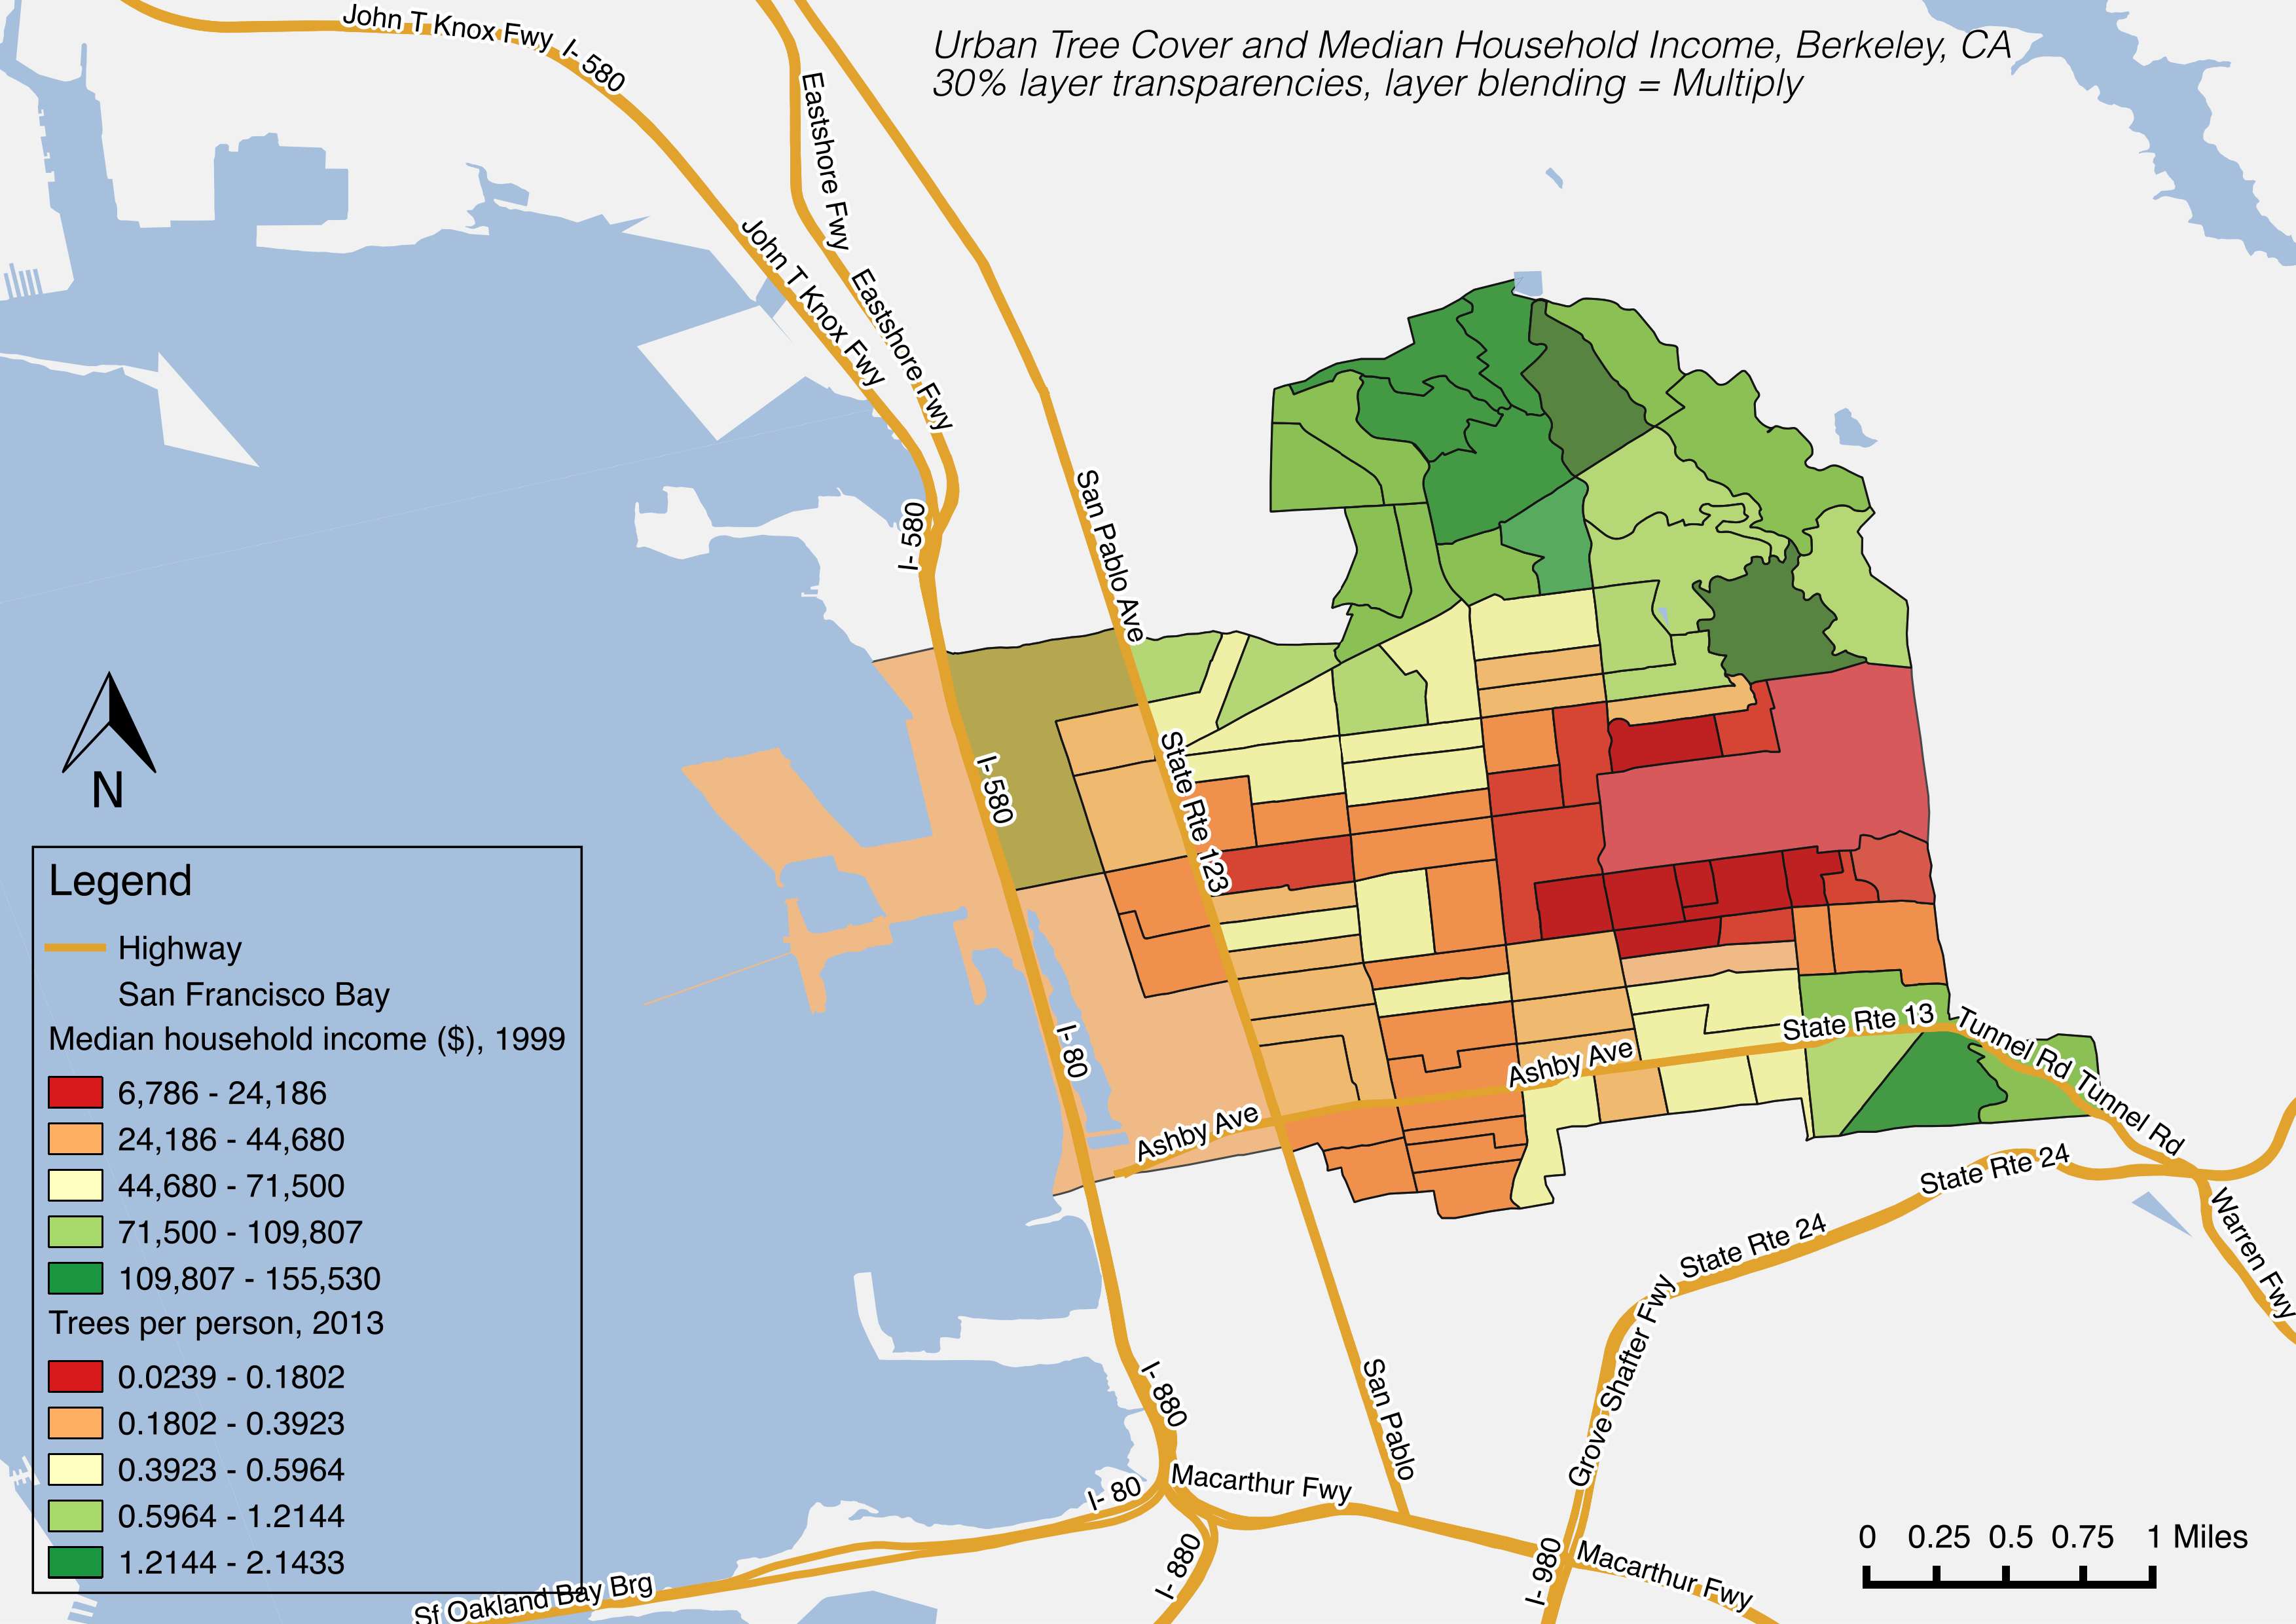 Urban Tree Cover and Median Household Income, Berkeley, CA
30% layer transparencies, layer blending = Multiply
John T Knox Fwy
I- 580
Eastshore Fwy
John T Knox Fwy
Eastshore Fwy
San Pablo Ave
I- 580
State Rte 123
I- 580
N
Legend
Highway
San Francisco Bay
Median household income ($), 1999
6,786 - 24,186
24,186 - 44,680
44,680 - 71,500
71,500 - 109,807
109,807 - 155,530
Trees per person, 2013
0.0239 - 0.1802
0.1802 - 0.3923
0.3923 - 0.5964
0.5964 - 1.2144
1.2144 - 2.1433
I- 80
Ashby Ave
Ashby Ave
State Rte 13
Tunnel Rd
Tunnel Rd
State Rte 24
State Rte 24
Warren Fwy
Grove Shafter Fwy
San Pablo
I- 880
I- 80
Macarthur Fwy
I- 880
I- 980
Macarthur Fwy
Sf Oakland Bay Brg
0 0.25 0.5 0.75 1 Miles